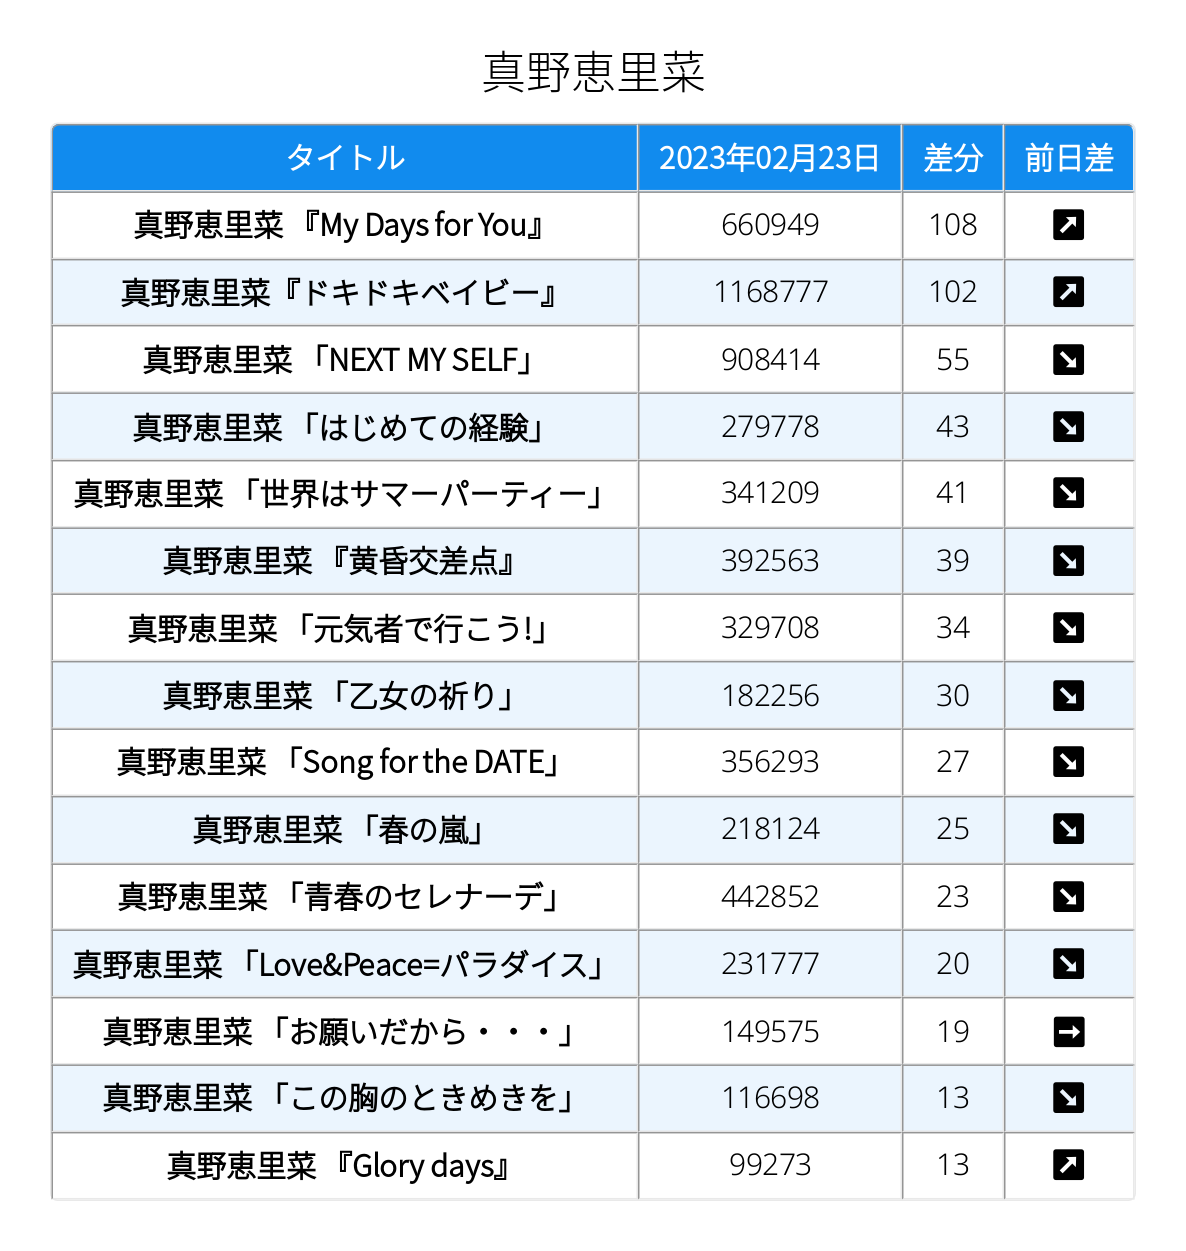 真野恵里菜
タイトル 2023年02月23日 差分 前日差
真野恵里菜 『My Days for You』 660949 108
真野恵里菜『ドキドキベイビー』 1168777 102
真野恵里菜 「NEXT MY SELF」 908414 55
真野恵里菜 「はじめての経験」 279778 43
真野恵里菜 「世界はサマーパーティー」 341209 41
真野恵里菜 『黄昏交差点』 392563 39
真野恵里菜 「元気者で行こう!」 329708 34
真野恵里菜 「乙女の祈り」 182256 30
真野恵里菜 「Song for the DATE」 356293 27
真野恵里菜 「春の嵐」 218124 25
真野恵里菜 「青春のセレナーデ」 442852 23
真野恵里菜 「Love&Peace=パラダイス」 231777 20
真野恵里菜 「お願いだから・・・」 149575 19
真野恵里菜 「この胸のときめきを」 116698 13
真野恵里菜 『Glory days』 99273 13